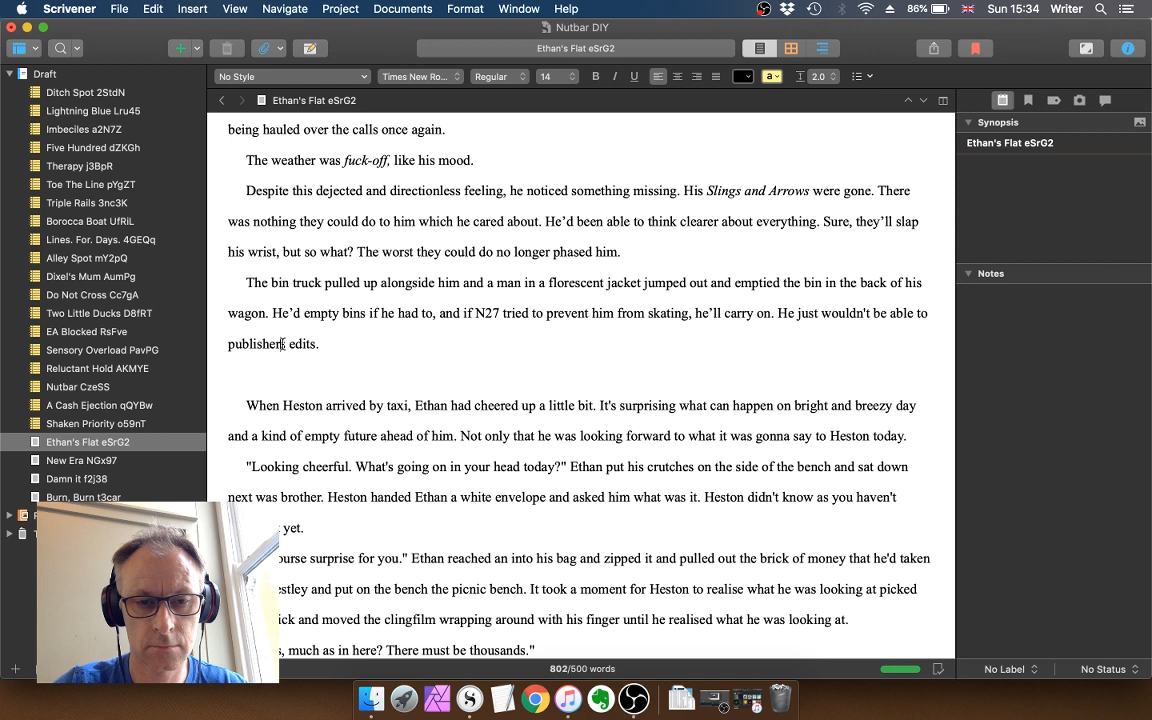 Scrivener File Edit Insert View Navigate Project Documents Format Window Help 86% Sun 15:34 Writer
Nutbar DIY
Ethan's Flat eSrG2
No Style Times New Ro... Regular 14 B I U a 2.0
Draft
Ditch Spot 2StdN
Lightning Blue Lru45
Imbeciles a2N7Z
Five Hundred dZKGh
Therapy j3BpR
Toe The Line pYgZT
Triple Rails 3nc3K
Borocca Boat UfRiL
Lines. For. Days. 4GEQq
Alley Spot mY2pQ
Dixel's Mum AumPg
Do Not Cross Cc7gA
Two Little Ducks D8fRT
EA Blocked RsFve
Sensory Overload PavPG
Reluctant Hold AKMYE
Nutbar CzeSS
A Cash Ejection qQYBw
Shaken Priority o59nT
Ethan's Flat eSrG2
New Era NGx97
Damn it f2j38
Burn, Burn t3car
Ethan's Flat eSrG2
being hauled over the calls once again.
The weather was fuck-off, like his mood.
Despite this dejected and directionless feeling, he noticed something missing. His Slings and Arrows were gone. There
was nothing they could do to him which he cared about. He’d been able to think clearer about everything. Sure, they’ll slap
his wrist, but so what? The worst they could do no longer phased him.
The bin truck pulled up alongside him and a man in a florescent jacket jumped out and emptied the bin in the back of his
wagon. He’d empty bins if he had to, and if N27 tried to prevent him from skating, he’ll carry on. He just wouldn't be able to
publishers edits.
When Heston arrived by taxi, Ethan had cheered up a little bit. It's surprising what can happen on bright and breezy day
and a kind of empty future ahead of him. Not only that he was looking forward to what it was gonna say to Heston today.
"Looking cheerful. What's going on in your head today?" Ethan put his crutches on the side of the bench and sat down
next was brother. Heston handed Ethan a white envelope and asked him what was it. Heston didn't know as you haven't
yet.
ourse surprise for you." Ethan reached an into his bag and zipped it and pulled out the brick of money that he'd taken
estley and put on the bench the picnic bench. It took a moment for Heston to realise what he was looking at picked
ick and moved the clingfilm wrapping around with his finger until he realised what he was looking at.
s, much as in here? There must be thousands."
802/500 words
Synopsis
Ethan's Flat eSrG2
Notes
No Label No Status